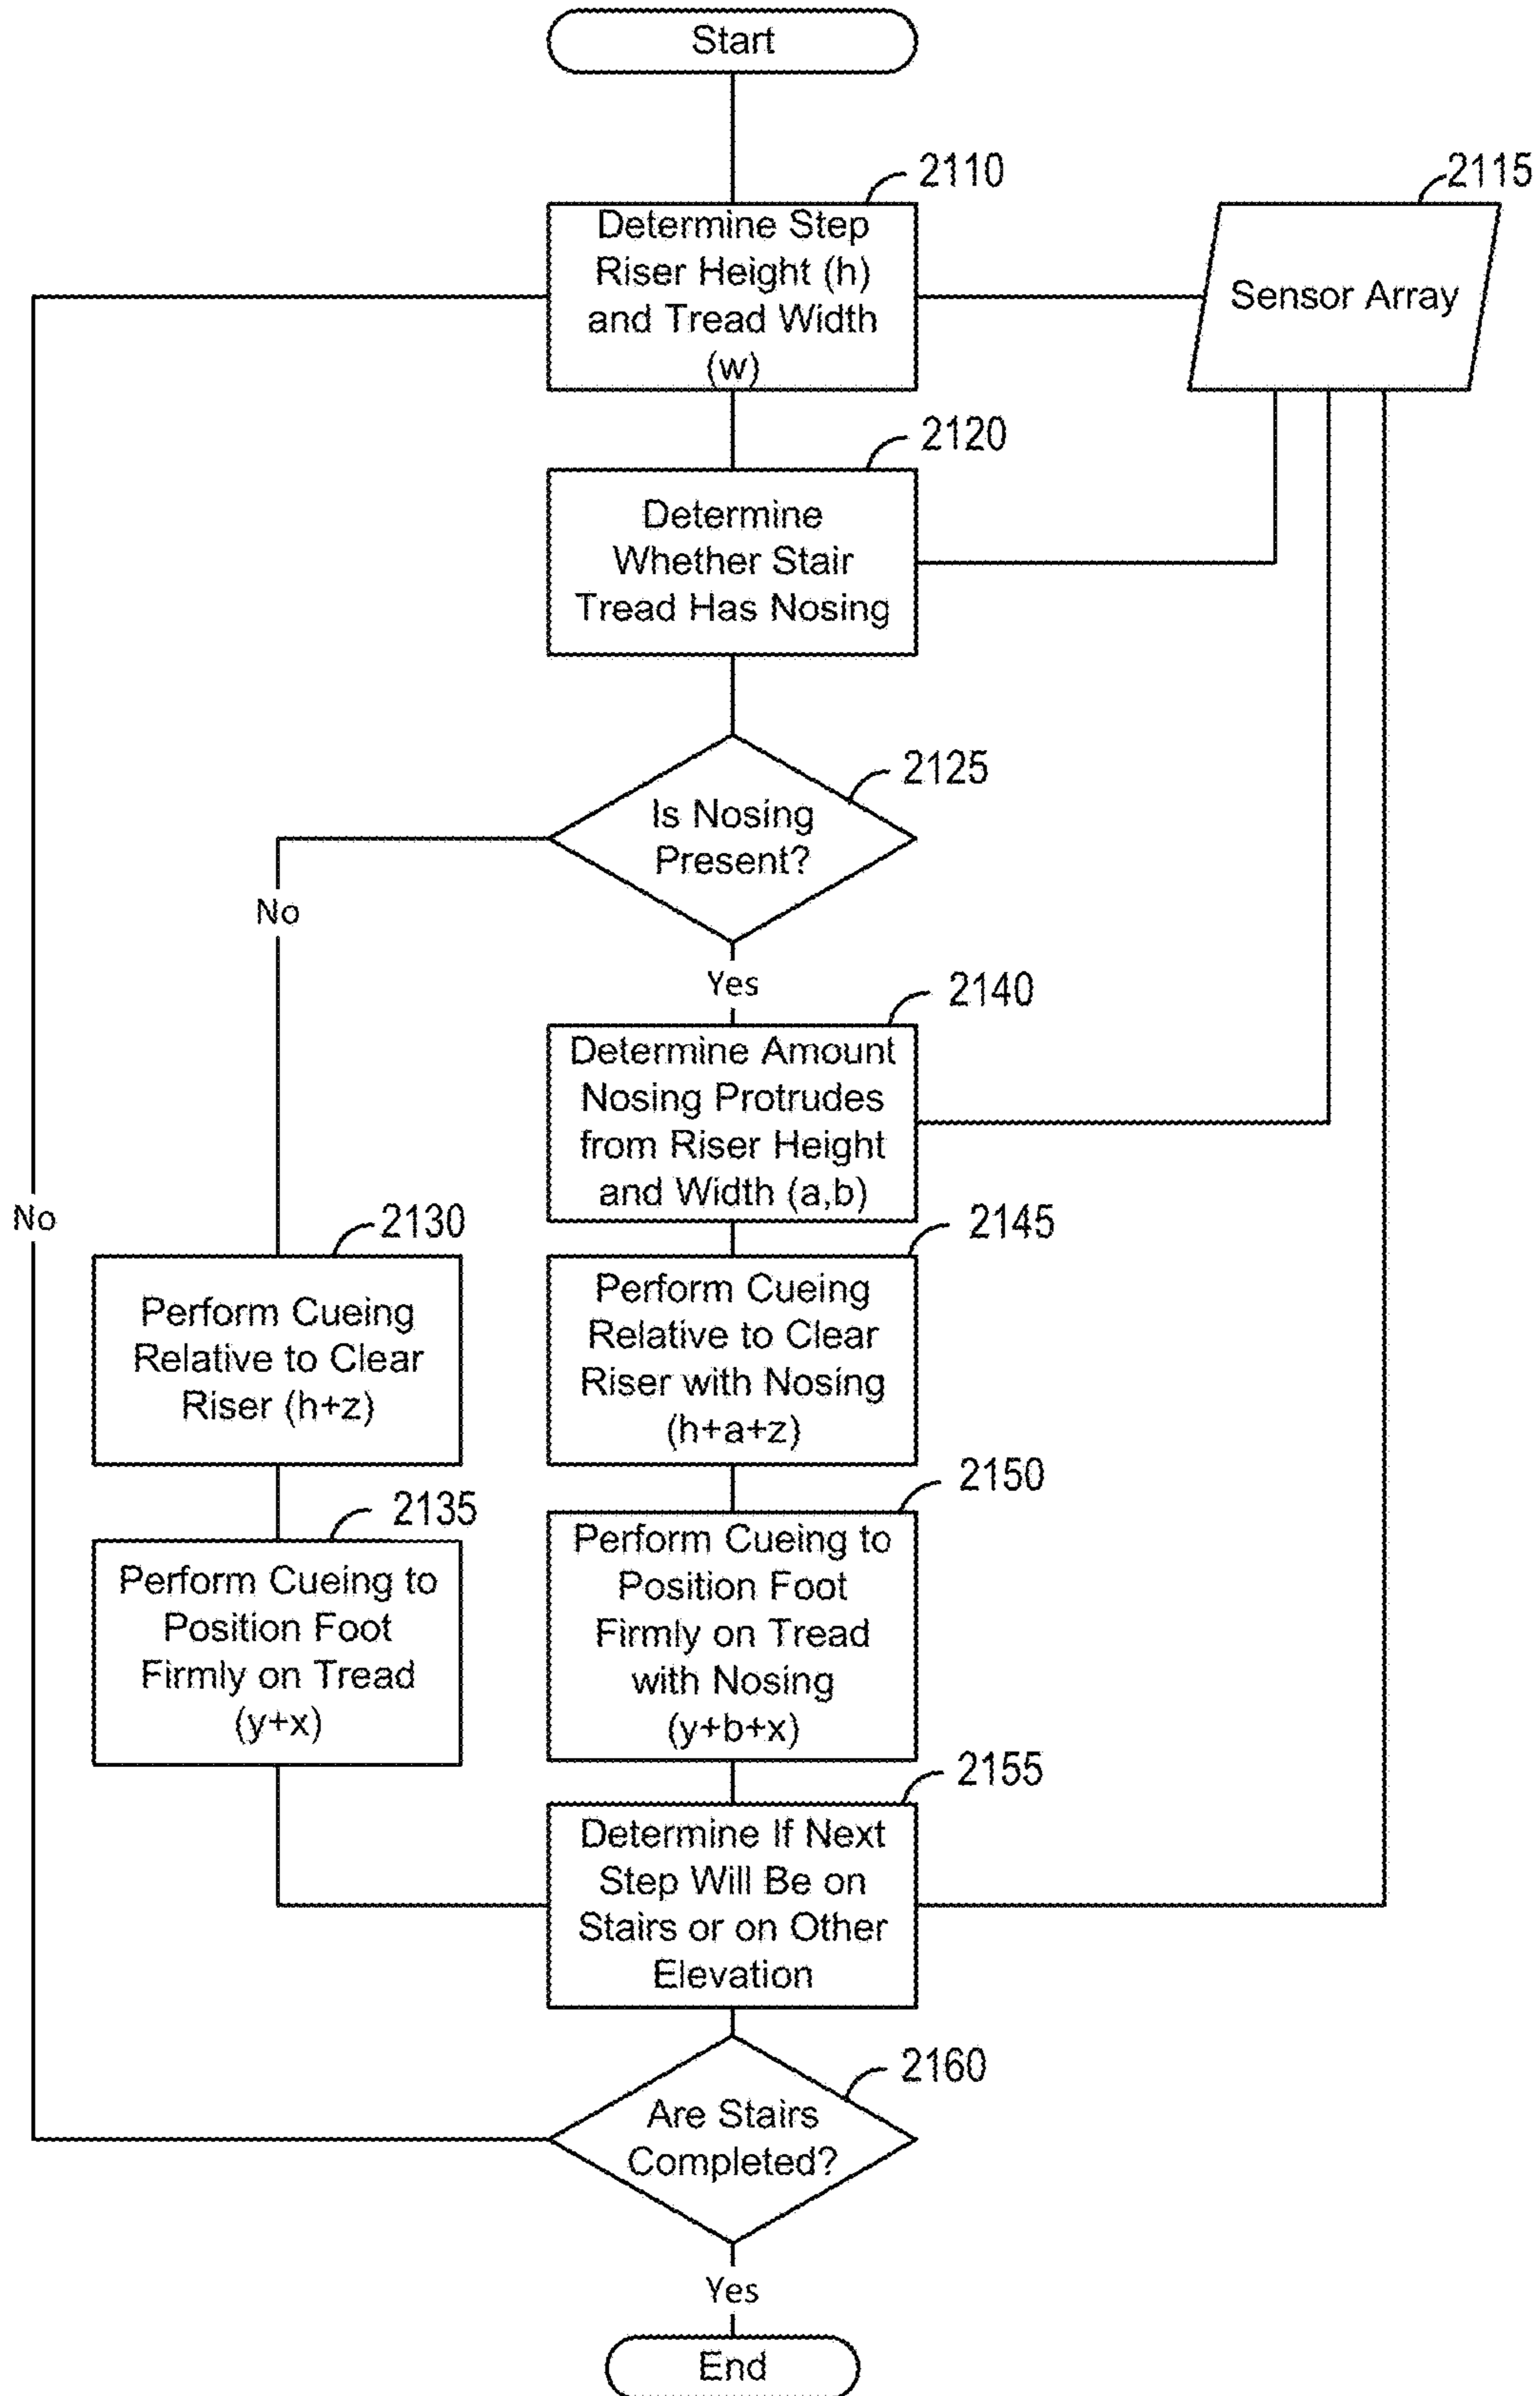 Start
2110
2115
Determine Step
Riser Height (h)
and Tread Width
(w)
Sensor Array
2120
Determine
Whether Stair
Tread Has Nosing
2125
Is Nosing
Present?
No
Yes
2140
Determine Amount
Nosing Protrudes
from Riser Height
and Width (a,b)
No
2130
2145
Perform Cueing
Relative to Clear
Riser (h+z)
Perform Cueing
Relative to Clear
Riser with Nosing
(h+a+z)
2135
2150
Perform Cueing to
Position Foot
Firmly on Tread
(y+x)
Perform Cueing to
Position Foot
Firmly on Tread
with Nosing
(y+b+x)
2155
Determine If Next
Step Will Be on
Stairs or on Other
Elevation
2160
Are Stairs
Completed?
Yes
End